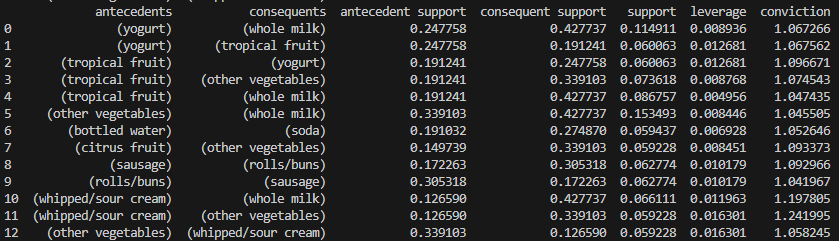 antecedents consequents antecedent support consequent support support leverage conviction
0 (yogurt) (whole milk) 0.247758 0.427737 0.114911 0.008936 1.067266
1 (yogurt) (tropical fruit) 0.247758 0.191241 0.060063 0.012681 1.067562
2 (tropical fruit) (yogurt) 0.191241 0.247758 0.060063 0.012681 1.096671
3 (tropical fruit) (other vegetables) 0.191241 0.339103 0.073618 0.008768 1.074543
4 (tropical fruit) (whole milk) 0.191241 0.427737 0.086757 0.004956 1.047435
5 (other vegetables) (whole milk) 0.339103 0.427737 0.153493 0.008446 1.045505
6 (bottled water) (soda) 0.191032 0.274870 0.059437 0.006928 1.052646
7 (citrus fruit) (other vegetables) 0.149739 0.339103 0.059228 0.008451 1.093373
8 (sausage) (rolls/buns) 0.172263 0.305318 0.062774 0.010179 1.092966
9 (rolls/buns) (sausage) 0.305318 0.172263 0.062774 0.010179 1.041967
10 (whipped/sour cream) (whole milk) 0.126590 0.427737 0.066111 0.011963 1.197805
11 (whipped/sour cream) (other vegetables) 0.126590 0.339103 0.059228 0.016301 1.241995
12 (other vegetables) (whipped/sour cream) 0.339103 0.126590 0.059228 0.016301 1.058245